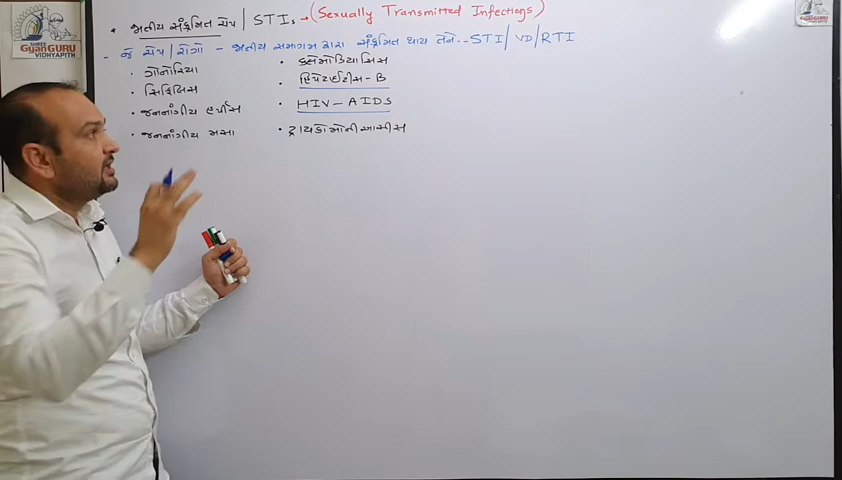 * જાતીય સંક્રમિત ચેપ / STIs → (Sexually Transmitted Infections)
- જે ચેપ / રોગો - જાતીય સમાગમ દ્વારા સંક્રમિત થાય તેને.. STI / VD / RTI
• ગોનોરિયા
• સિફિલિસ
• જનનાંગીય હર્પીસ
• જનનાંગીય મસા
• ક્લેમીડિયાસિસ
• હિપેટાઈટીસ - B
• HIV - AIDS
• ટ્રાયકોમોનીઆસીસ
SHREE
GYANGURU
VIDHYAPITH